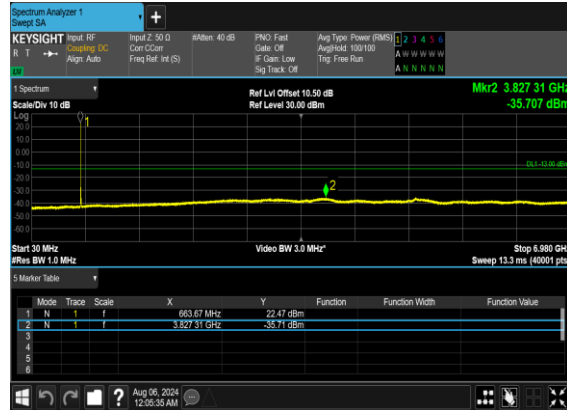 Spectrum Analyzer 1
Swept SA
+
KEYSIGHT Input: RF Input Z: 50 Ω #Atten: 40 dB PNO: Fast Avg Type: Power (RMS) 1 2 3 4 5 6
R T Coupling: DC Corr CCorr Gate: Off Avg|Hold: 100/100 A W W W W W
Align: Auto Freq Ref: Int (S) IF Gain: Low Trig: Free Run
Sig Track: Off A N N N N N
1 Spectrum Ref Lvl Offset 10.50 dB Mkr2 3.827 31 GHz
Scale/Div 10 dB Ref Level 30.00 dBm -35.707 dBm
Log
20.0
10.0
0.00
-10.0
-20.0
-30.0
-40.0
-50.0
-60.0
1
DL1 -13.00 dBm
2
Start 30 MHz Video BW 3.0 MHz* Stop 6.980 GHz
#Res BW 1.0 MHz Sweep 13.3 ms (40001 pts)
5 Marker Table
Mode Trace Scale X Y Function Function Width Function Value
1 N 1 f 663.67 MHz 22.47 dBm
2 N 1 f 3.827 31 GHz -35.71 dBm
3
4
5
6
? Aug 06, 2024
12:05:35 AM